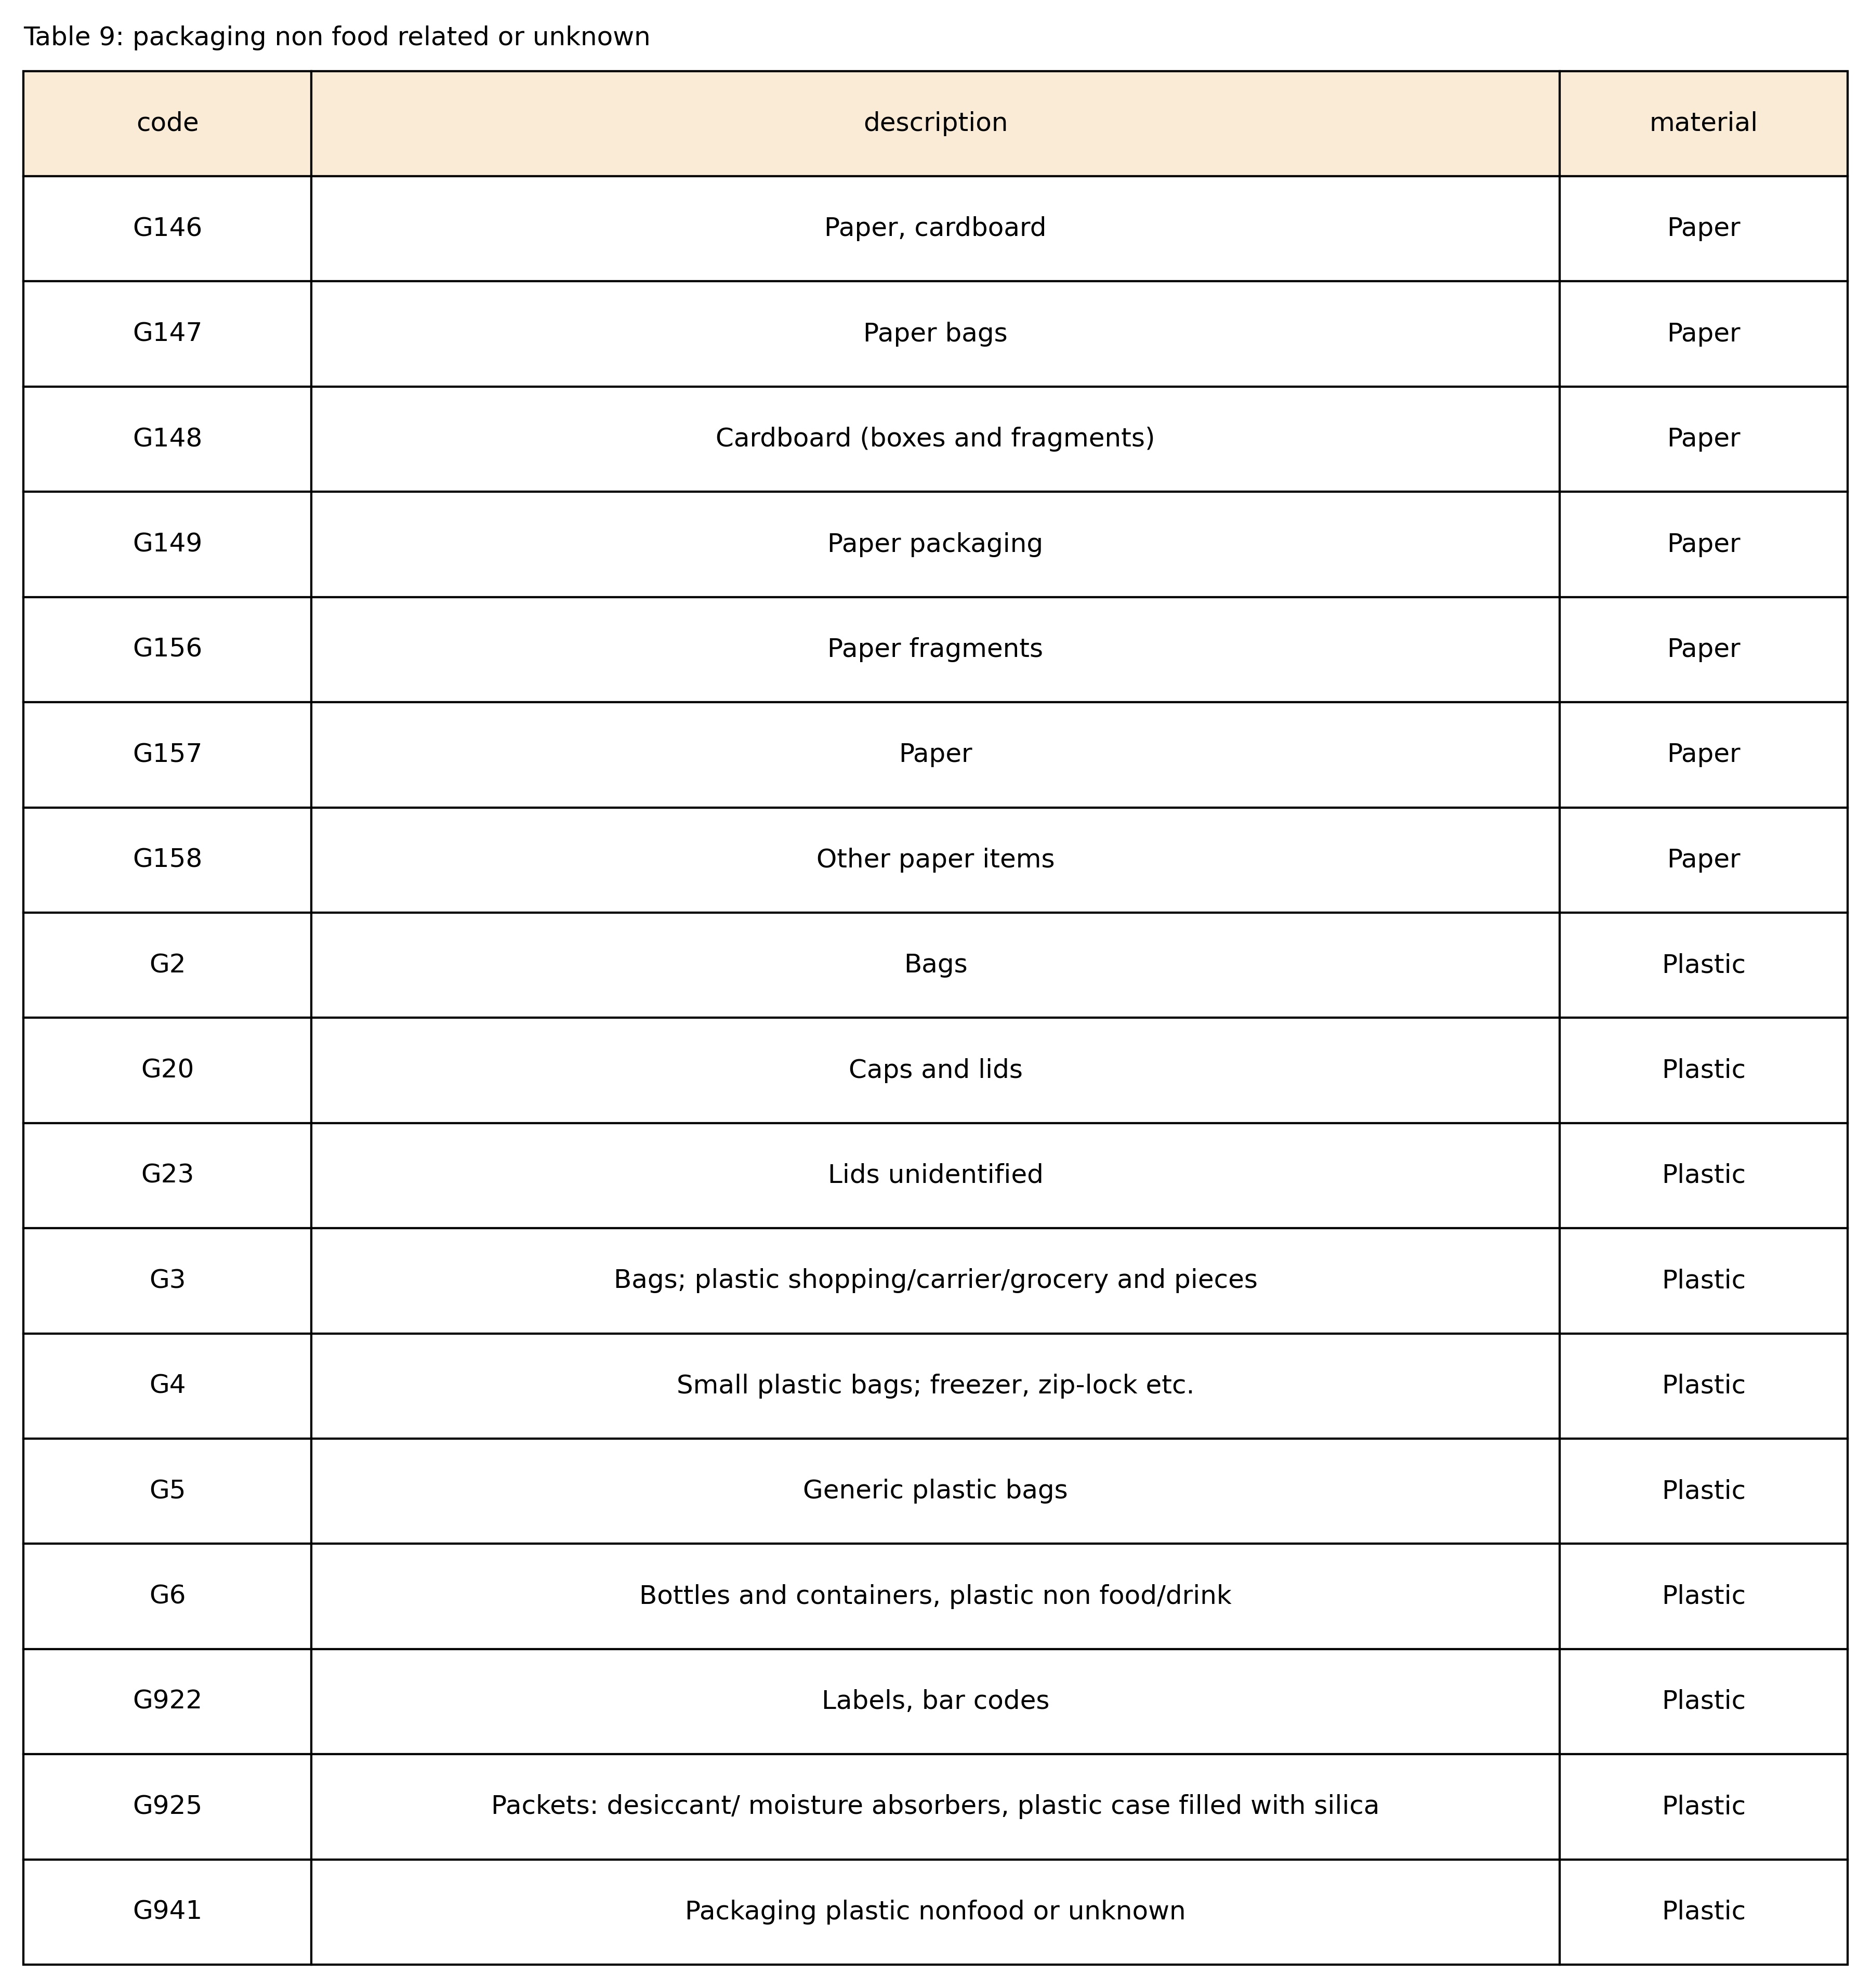 Table 9: packaging non food related or unknown
code description material
G146 Paper, cardboard Paper
G147 Paper bags Paper
G148 Cardboard (boxes and fragments) Paper
G149 Paper packaging Paper
G156 Paper fragments Paper
G157 Paper Paper
G158 Other paper items Paper
G2 Bags Plastic
G20 Caps and lids Plastic
G23 Lids unidentified Plastic
G3 Bags; plastic shopping/carrier/grocery and pieces Plastic
G4 Small plastic bags; freezer, zip-lock etc. Plastic
G5 Generic plastic bags Plastic
G6 Bottles and containers, plastic non food/drink Plastic
G922 Labels, bar codes Plastic
G925 Packets: desiccant/ moisture absorbers, plastic case filled with silica Plastic
G941 Packaging plastic nonfood or unknown Plastic